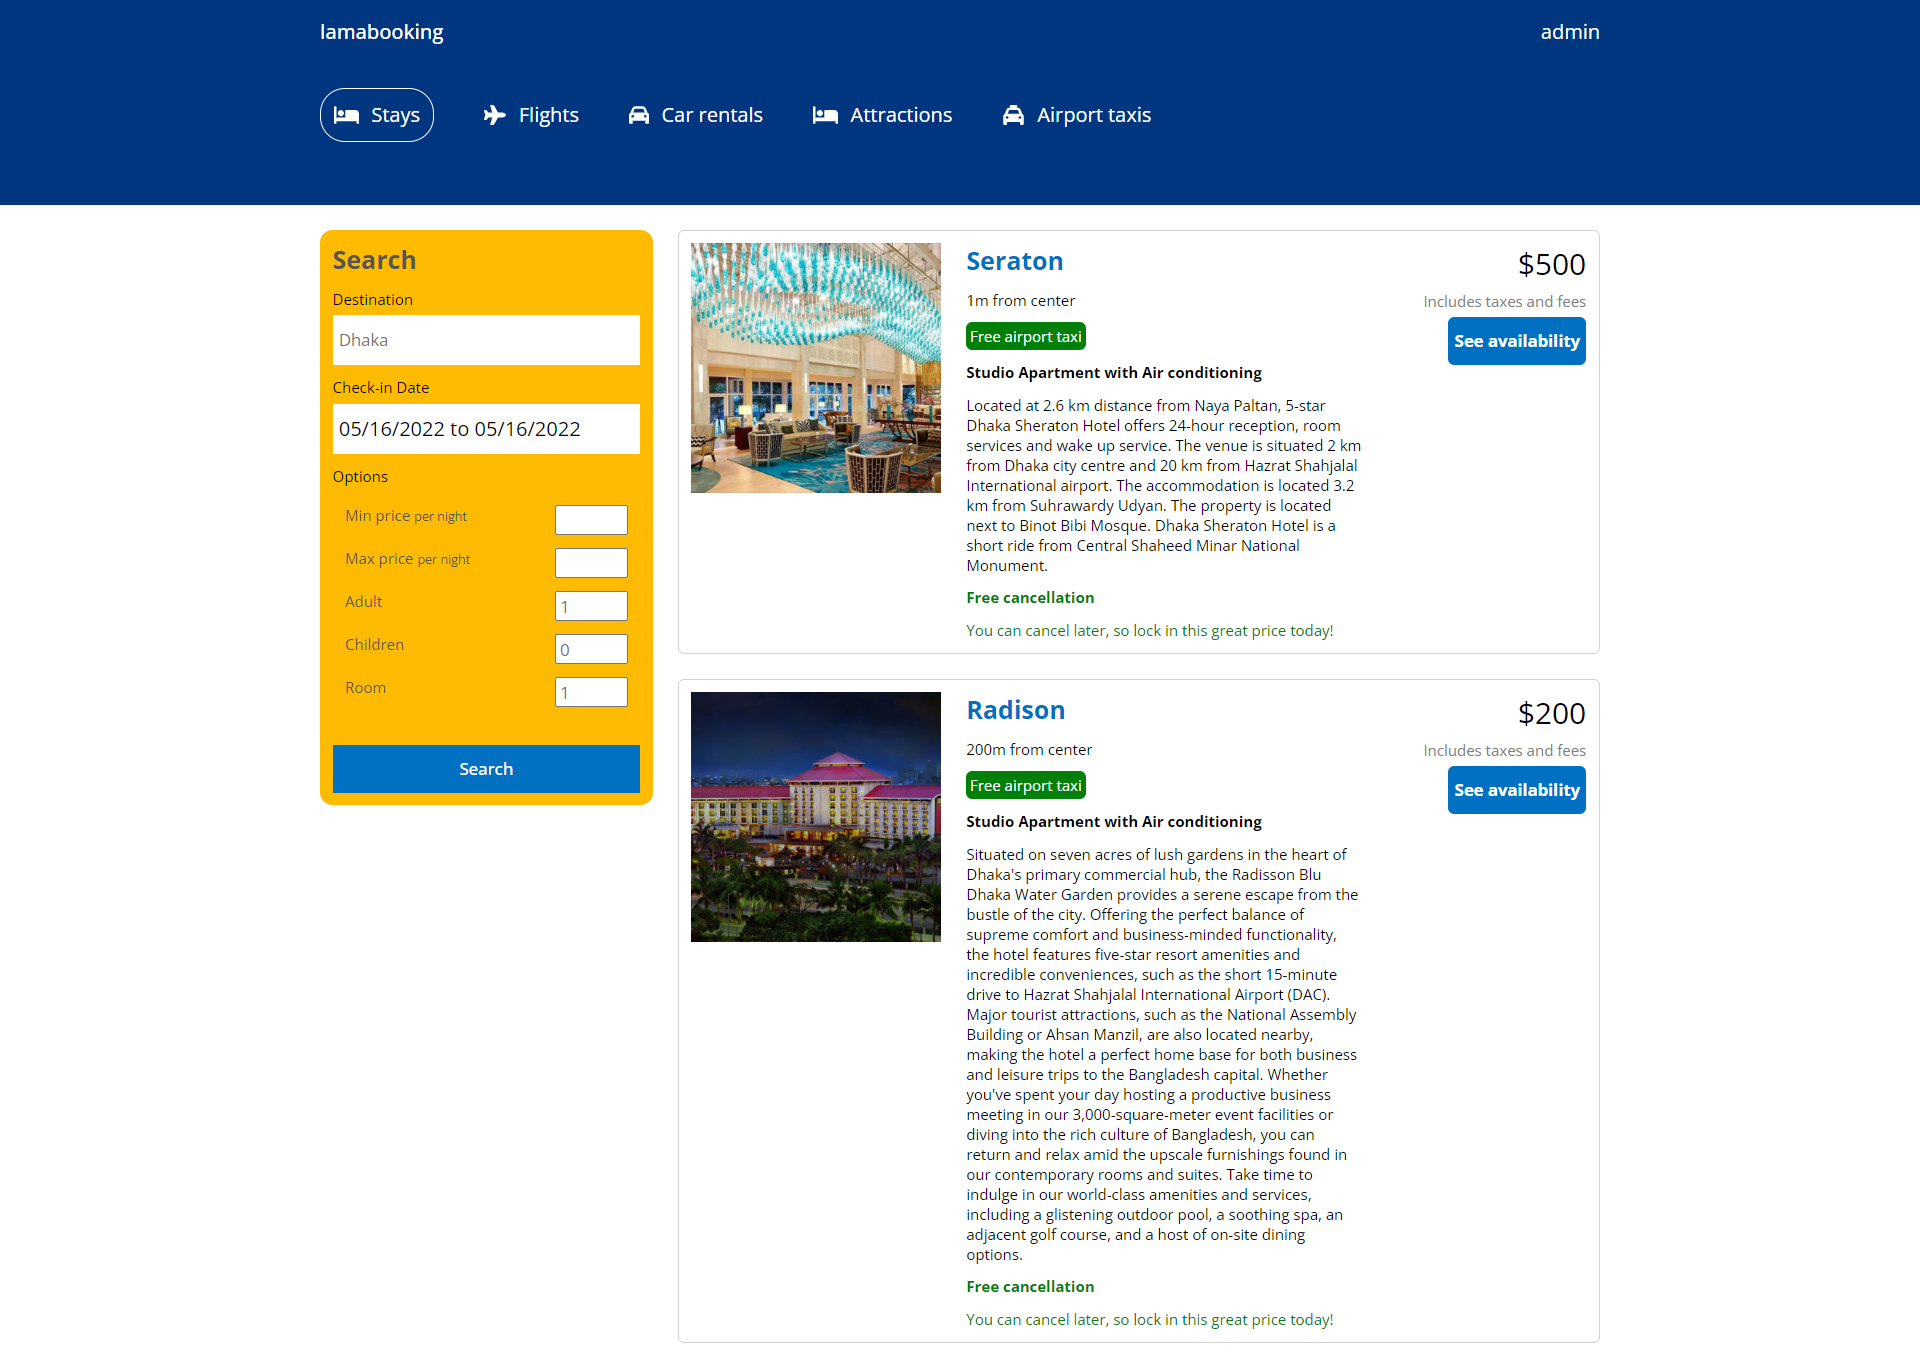 lamabooking
admin
Stays
Flights
Car rentals
Attractions
Airport taxis
Search
Destination
Dhaka
Check-in Date
05/16/2022 to 05/16/2022
Options
Min price per night
Max price per night
Adult
1
Children
0
Room
1
Search
Seraton
1m from center
Free airport taxi
Studio Apartment with Air conditioning
Located at 2.6 km distance from Naya Paltan, 5-star
Dhaka Sheraton Hotel offers 24-hour reception, room
services and wake up service. The venue is situated 2 km
from Dhaka city centre and 20 km from Hazrat Shahjalal
International airport. The accommodation is located 3.2
km from Suhrawardy Udyan. The property is located
next to Binot Bibi Mosque. Dhaka Sheraton Hotel is a
short ride from Central Shaheed Minar National
Monument.
Free cancellation
You can cancel later, so lock in this great price today!
$500
Includes taxes and fees
See availability
Radison
200m from center
Free airport taxi
Studio Apartment with Air conditioning
Situated on seven acres of lush gardens in the heart of
Dhaka's primary commercial hub, the Radisson Blu
Dhaka Water Garden provides a serene escape from the
bustle of the city. Offering the perfect balance of
supreme comfort and business-minded functionality,
the hotel features five-star resort amenities and
incredible conveniences, such as the short 15-minute
drive to Hazrat Shahjalal International Airport (DAC).
Major tourist attractions, such as the National Assembly
Building or Ahsan Manzil, are also located nearby,
making the hotel a perfect home base for both business
and leisure trips to the Bangladesh capital. Whether
you've spent your day hosting a productive business
meeting in our 3,000-square-meter event facilities or
diving into the rich culture of Bangladesh, you can
return and relax amid the upscale furnishings found in
our contemporary rooms and suites. Take time to
indulge in our world-class amenities and services,
including a glistening outdoor pool, a soothing spa, an
adjacent golf course, and a host of on-site dining
options.
Free cancellation
You can cancel later, so lock in this great price today!
$200
Includes taxes and fees
See availability